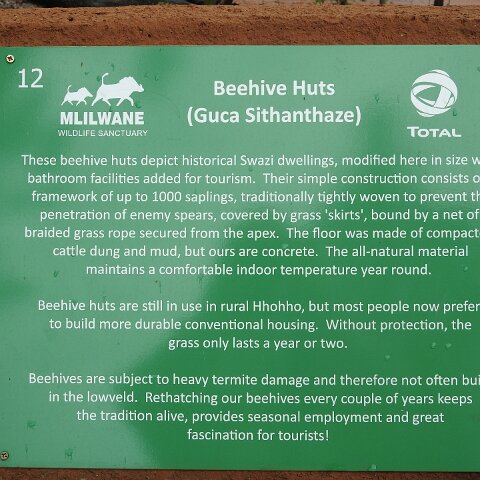 12
MLILWANE
WILDLIFE SANCTUARY
Beehive Huts
(Guca Sithanthaze)
TOTAL
These beehive huts depict historical Swazi dwellings, modified here in size w
bathroom facilities added for tourism. Their simple construction consists o
framework of up to 1000 saplings, traditionally tightly woven to prevent th
penetration of enemy spears, covered by grass 'skirts', bound by a net of
braided grass rope secured from the apex. The floor was made of compacte
cattle dung and mud, but ours are concrete. The all-natural material
maintains a comfortable indoor temperature year round.
Beehive huts are still in use in rural Hhohho, but most people now prefer
to build more durable conventional housing. Without protection, the
grass only lasts a year or two.
Beehives are subject to heavy termite damage and therefore not often bui
in the lowveld. Rethatching our beehives every couple of years keeps
the tradition alive, provides seasonal employment and great
fascination for tourists!